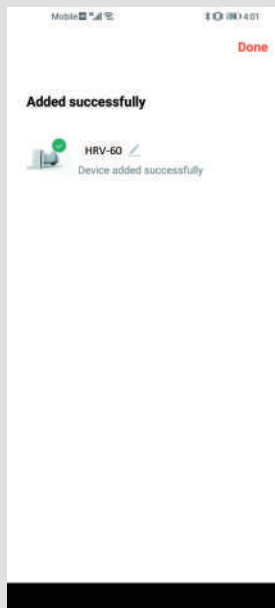 Mobile 4:01
Done
Added successfully
HRV-60
Device added successfully